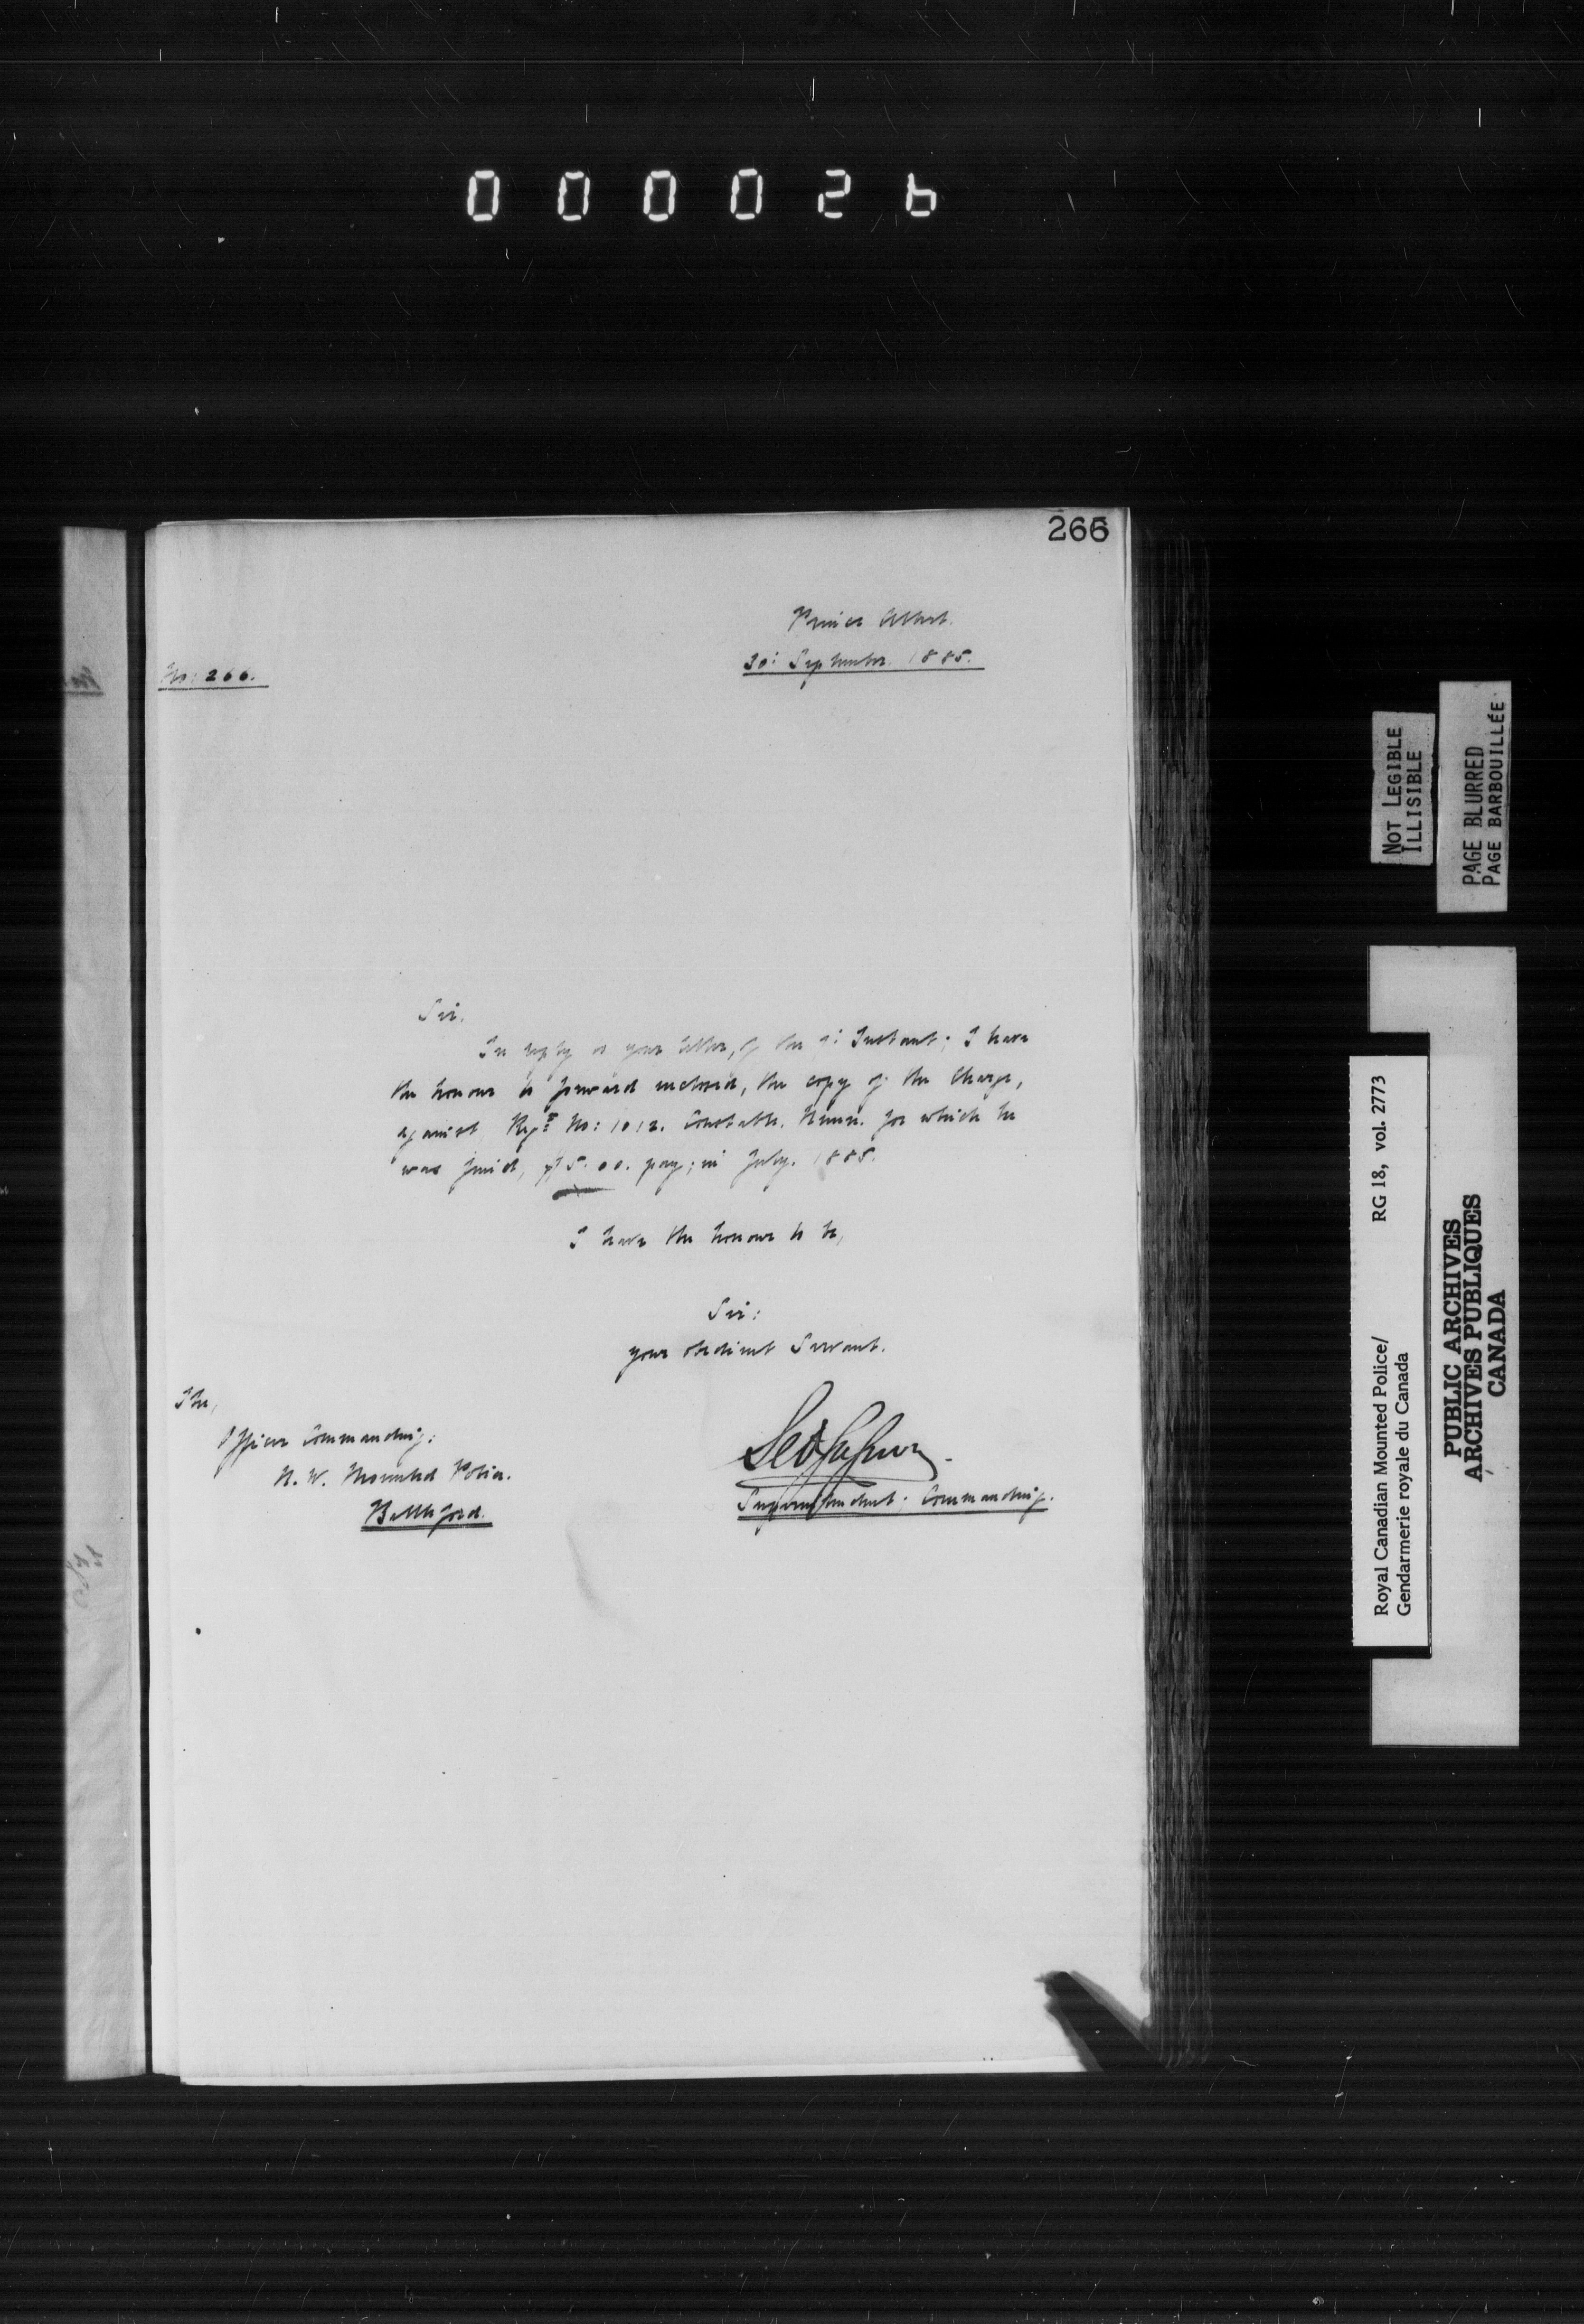 000026
266
Prince Albert.
30: September. 1885.
No: 266.
Sir.
In reply to your letter, of the Instant; I have
the honour to forward inclosed, the copy of the Charge,
against Regtl No: 1012. Constable. for which he
was fined, $5.00. pay; in July. 1885.
I have the honour to be,
Sir:
your obedient Servant.
The,
Officer Commanding:
N. W. Mounted Police.
Battleford.
Superintendent; Commanding.
NOT LEGIBLE
ILLISIBLE
PAGE BLURRED
PAGE BARBOUILLÉE
Royal Canadian Mounted Police/ RG 18, vol. 2773
Gendarmerie royale du Canada
PUBLIC ARCHIVES
ARCHIVES PUBLIQUES
CANADA